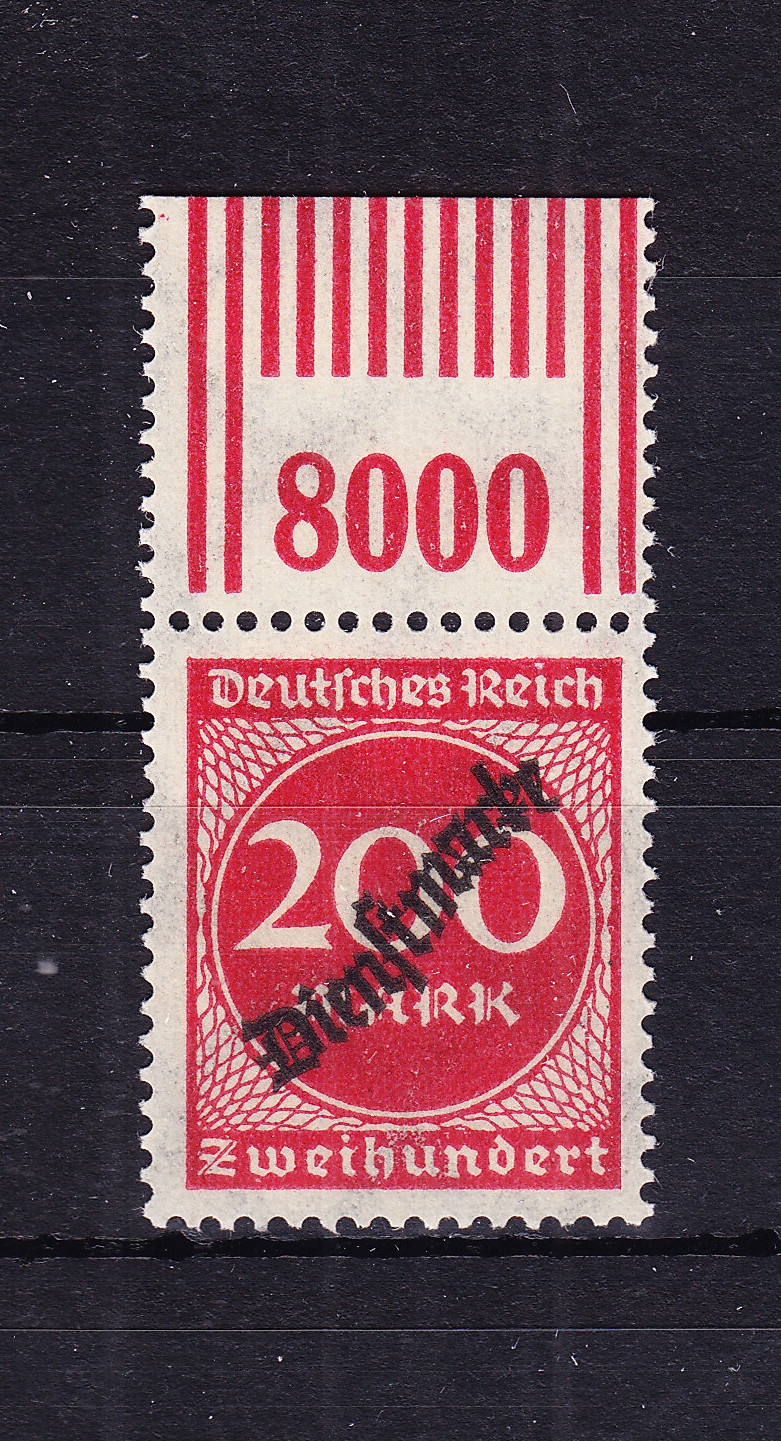 8000
Deutsches Reich
200
MARK
Dienstmarke
Zweihundert